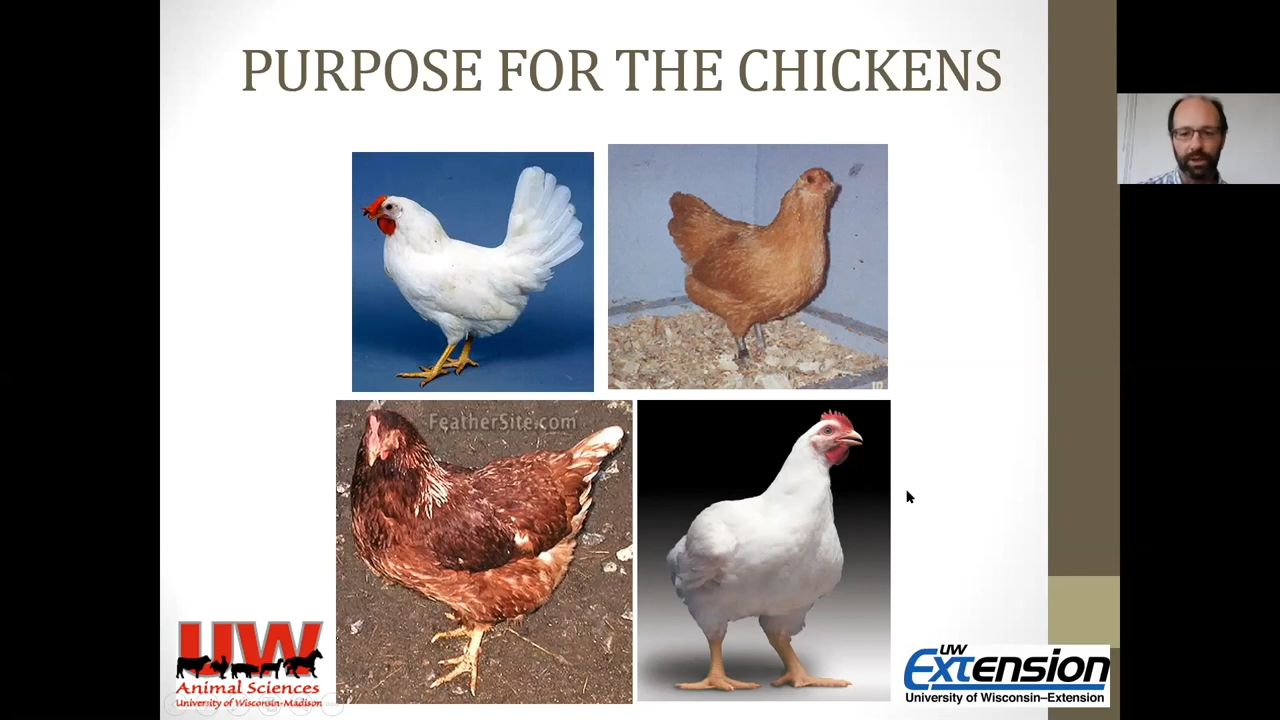 PURPOSE FOR THE CHICKENS
FeatherSite.com
UW
Animal Sciences
University of Wisconsin-Madison
UW
Extension
University of Wisconsin–Extension